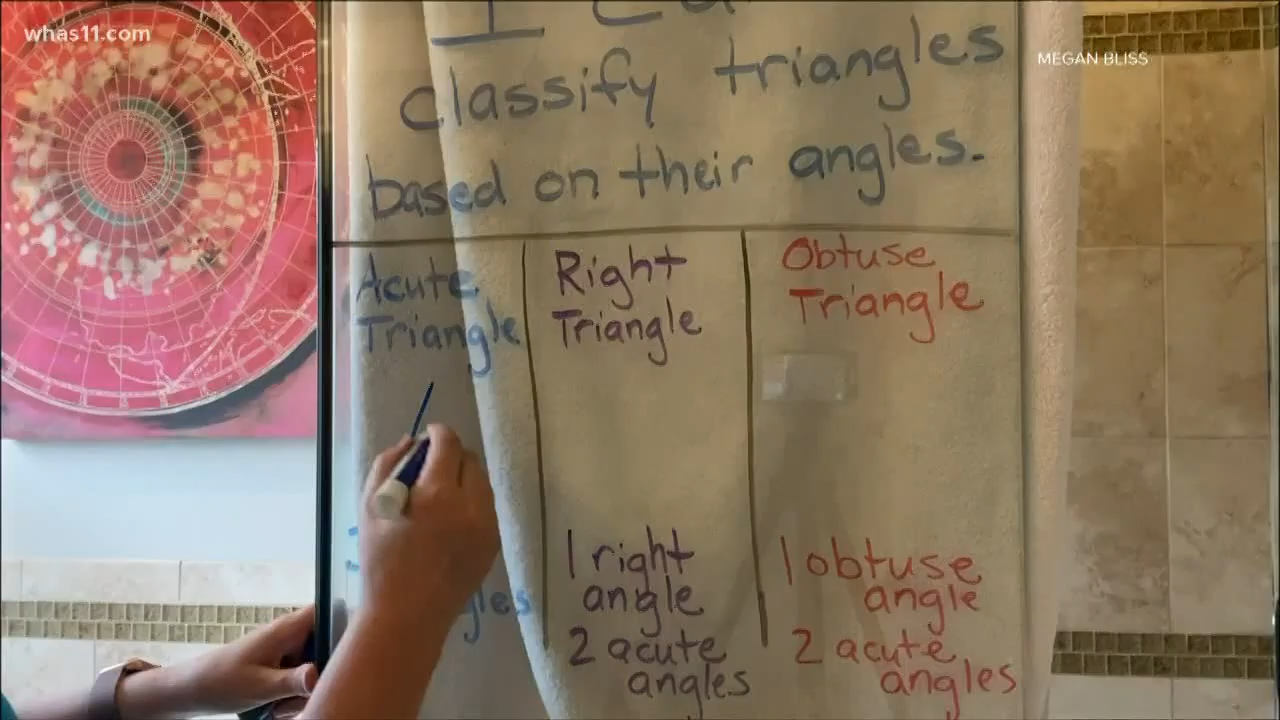 whas11.com
MEGAN BLISS
I
classify triangles
based on their angles.
Acute
Triangle
Right
Triangle
Obtuse
Triangle
1 right
angle
2 acute
angles
1 obtuse
angle
2 acute
angles